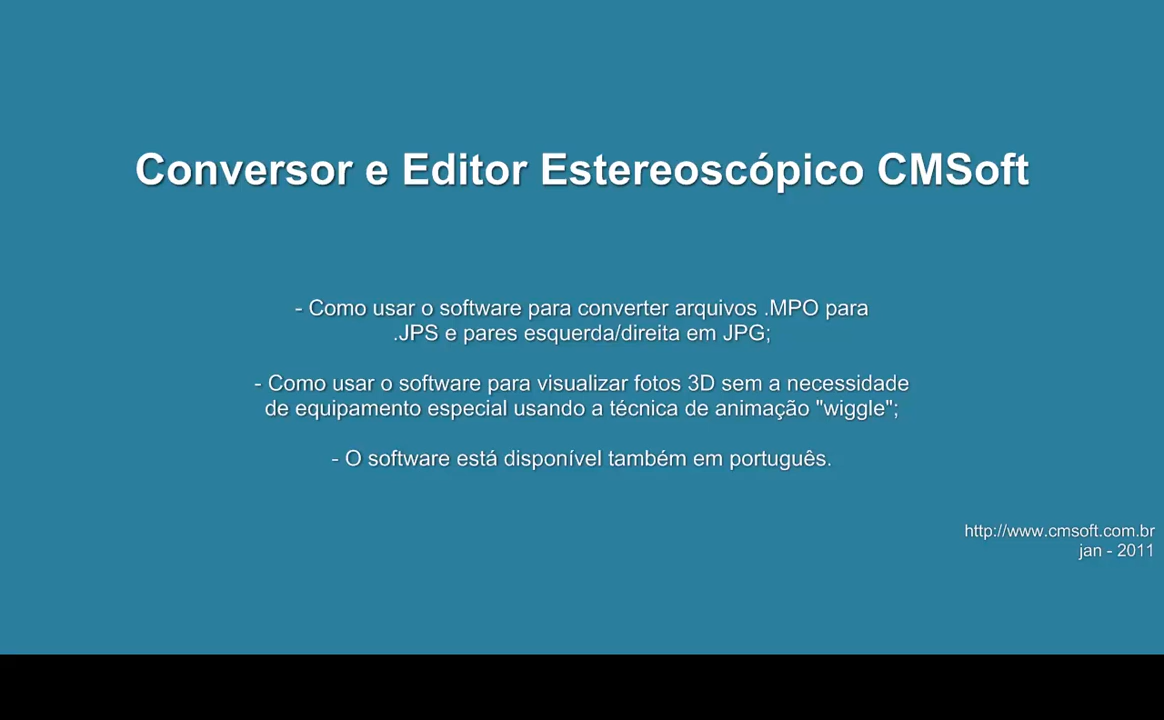 Conversor e Editor Estereoscópico CMSoft
- Como usar o software para converter arquivos .MPO para
.JPS e pares esquerda/direita em JPG;
- Como usar o software para visualizar fotos 3D sem a necessidade
de equipamento especial usando a técnica de animação "wiggle";
- O software está disponível também em português.
http://www.cmsoft.com.br
jan - 2011